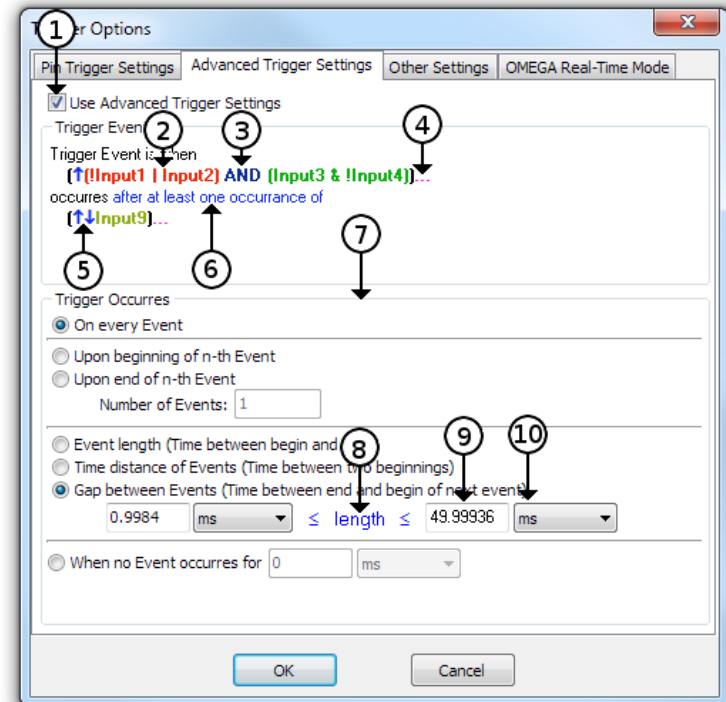 1
Options
Pin Trigger Settings Advanced Trigger Settings Other Settings OMEGA Real-Time Mode
Use Advanced Trigger Settings
2 3 4
Trigger Event
Trigger Event is when
(↑(!Input1 | Input2) AND (Input3 & !Input4))...
occurres after at least one occurrance of
(↑↓Input9)...
5 6 7
Trigger Occurres
On every Event
Upon beginning of n-th Event
Upon end of n-th Event
Number of Events: 1
8 9 10
Event length (Time between begin and
Time distance of Events (Time between two beginnings)
Gap between Events (Time between end and begin of next event)
0.9984 ms ≤ length ≤ 49.99936 ms
When no Event occurres for 0 ms
OK Cancel